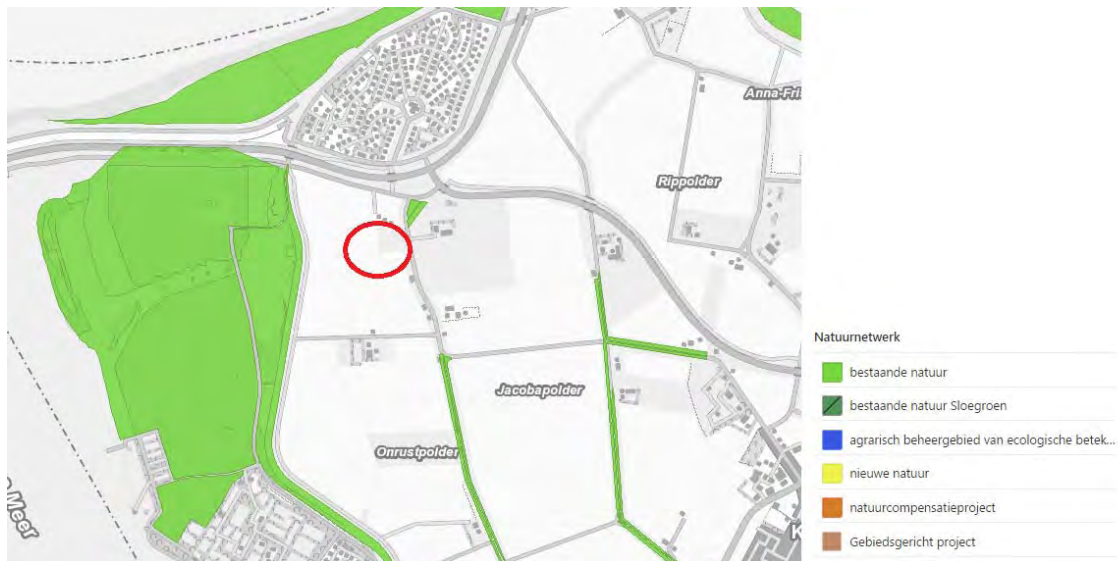 Anna-Fri
Rippolder
Jacobapolder
Onrustpolder
Meer
K
Natuurnetwerk
bestaande natuur
bestaande natuur Sloegroen
agrarisch beheergebied van ecologische betek...
nieuwe natuur
natuurcompensatieproject
Gebiedsgericht project